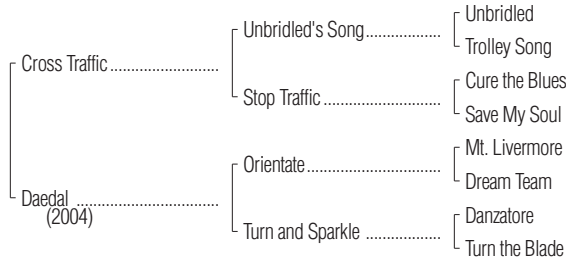 Unbridled
Unbridled's Song..................
Trolley Song
Cross Traffic ..........................
Cure the Blues
Stop Traffic .............................
Save My Soul
Mt. Livermore
Orientate ................................
Dream Team
Daedal ..................................
(2004)
Danzatore
Turn and Sparkle ..................
Turn the Blade